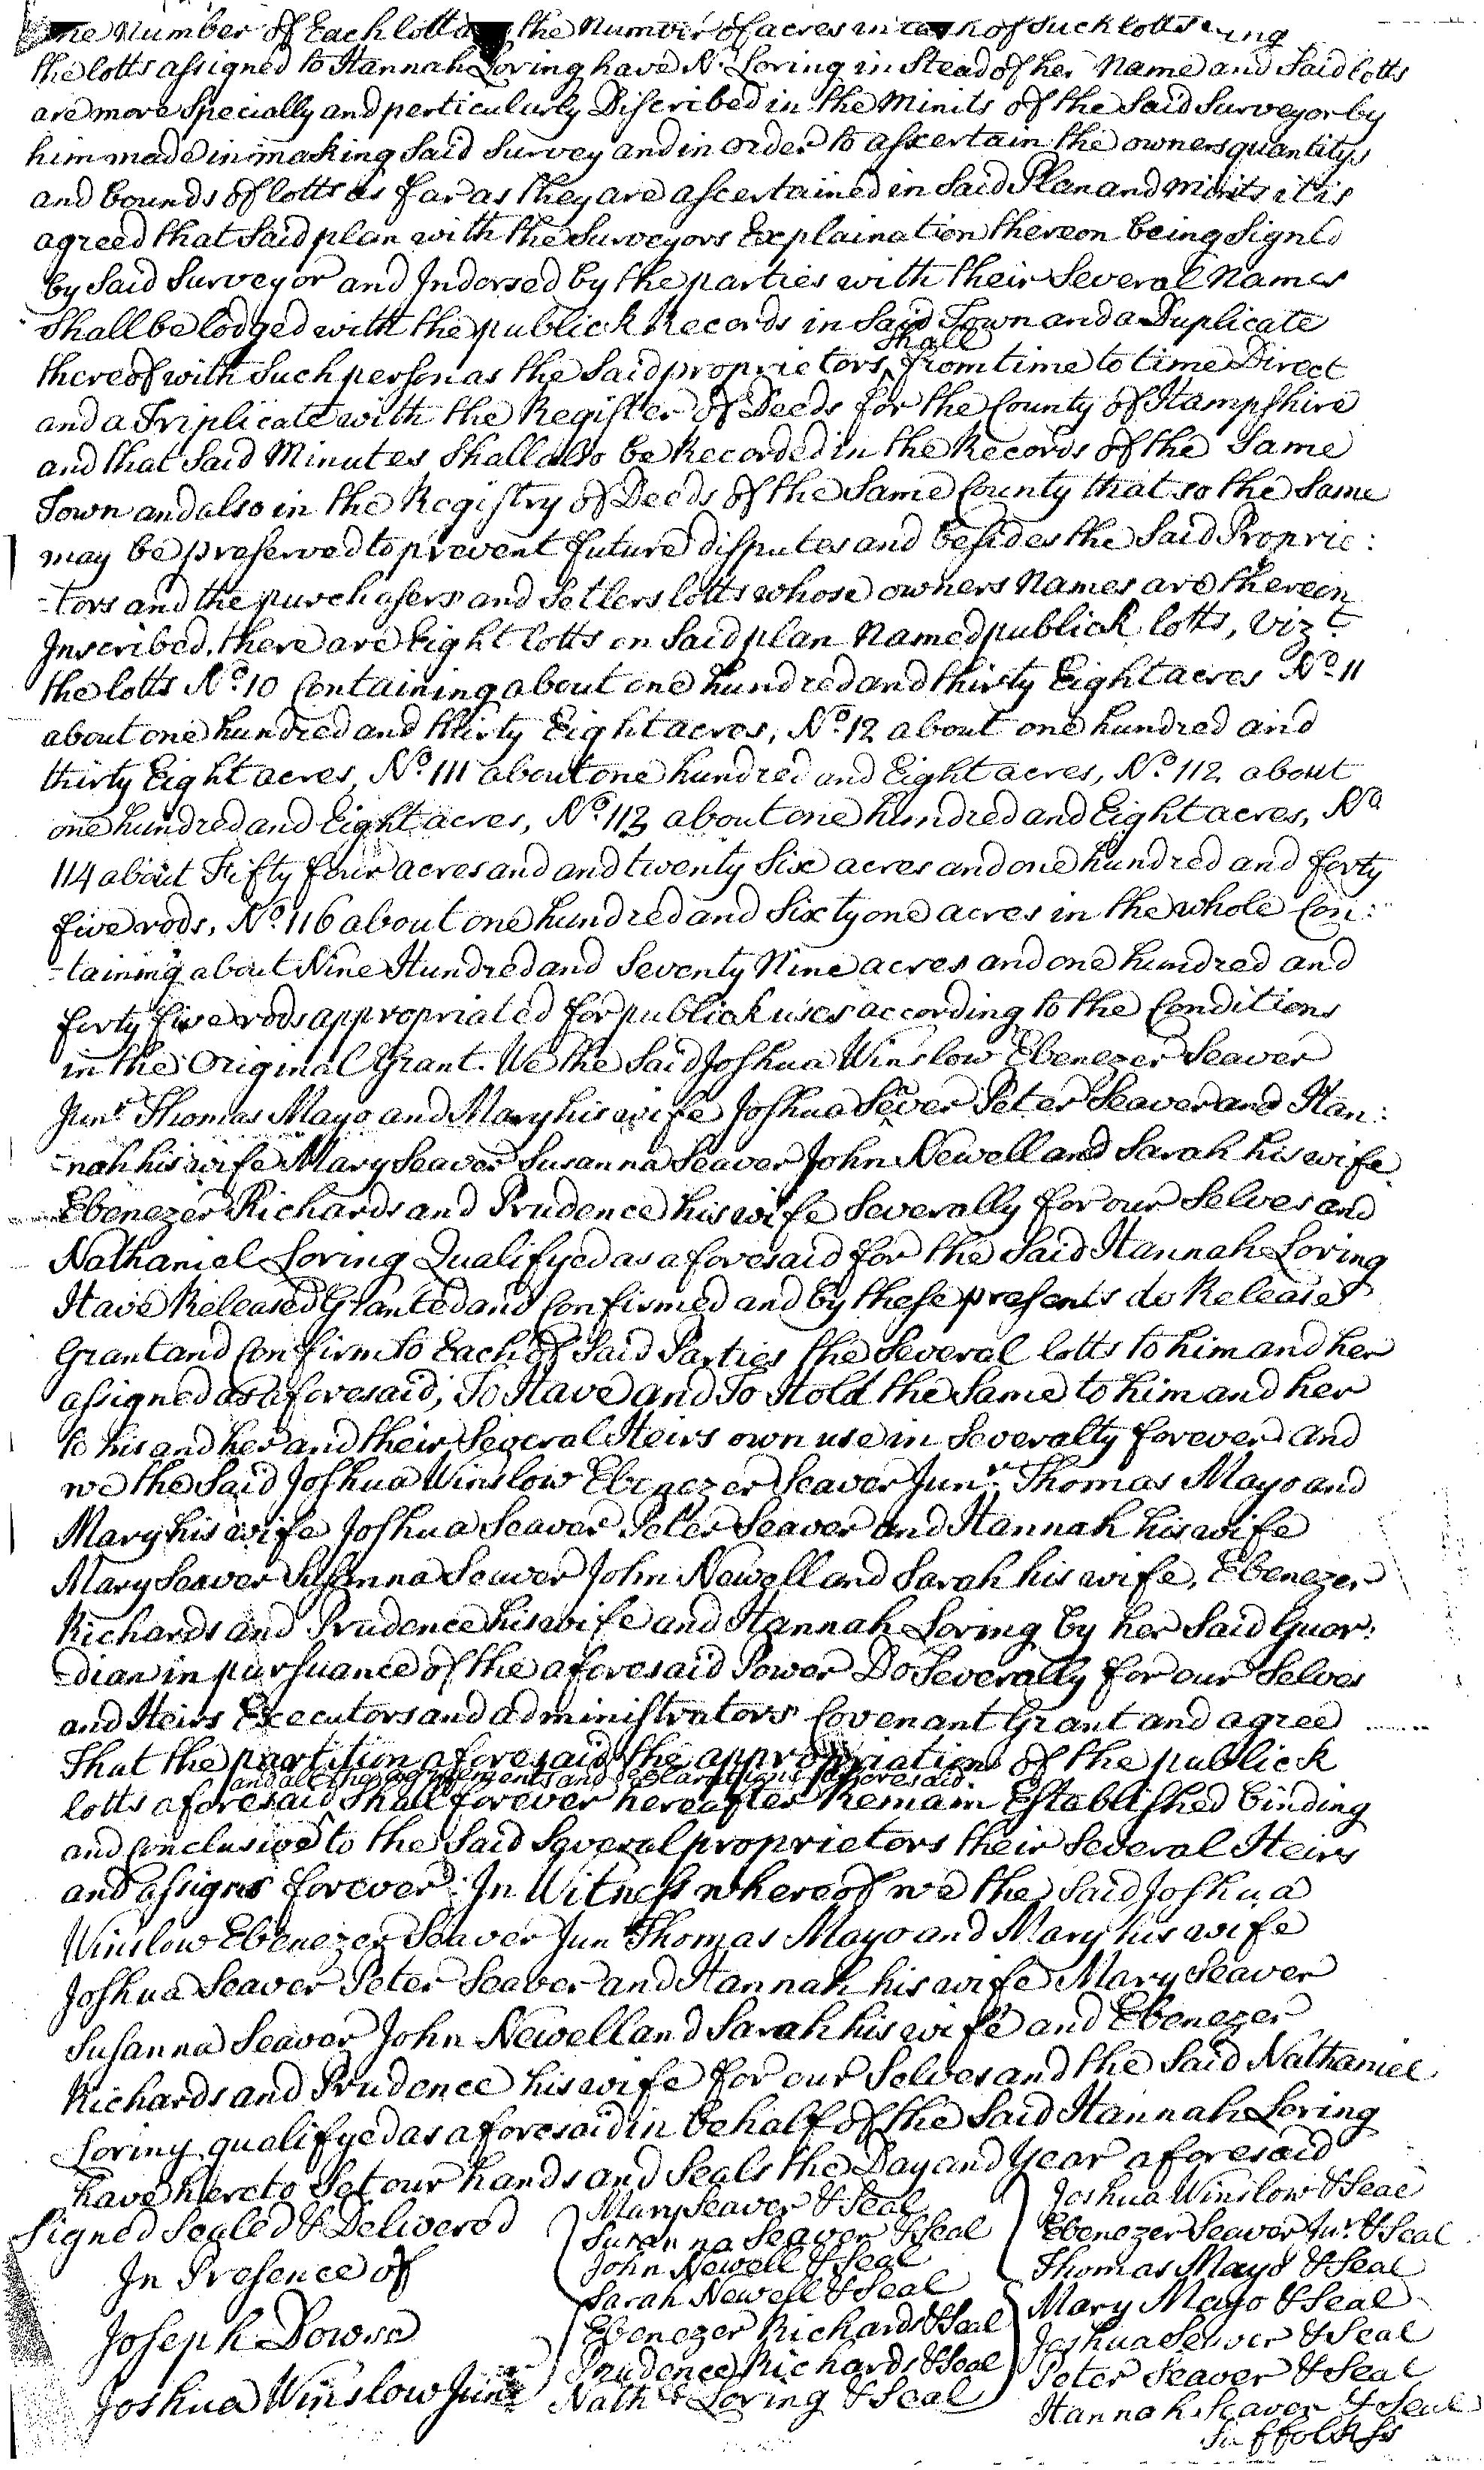 the Number of Each lott the Number of acres in each of such lotts
the lotts assigned to Hannah Loring have N. Loring in Stead of her Name and Said lotts
are more Specially and perticularly Discribed in the Minits of the Said Surveyor by
him made in making Said Survey and in order to ascertain the owners quantitys
and bounds of lotts as far as they are ascertained in Said Plan and minits it is
agreed that Said plan with the Surveyors Explaination thereon being Signed
by Said Surveyor and Indorsed by the parties with their Several Names
Shall be lodged with the publick Records in Said Town and a Duplicate
thereof with Such person as the Said proprietors shall from time to time Direct
and a Triplicate with the Register of Deeds for the County of Hampshire
and that Said Minutes Shall also be Recorded in the Records of the Same
Town and also in the Registry of Deeds of the Same County that so the Same
may be preserved to prevent future disputes and besides the Said Proprie:
-tors and the purchasers and Setlers lotts whose owners Names are therein
Inscribed, there are Eight lotts on Said plan Named publick lotts, Vizt
the lotts No. 10 Containing about one hundred and thirty Eight acres No. 11
about one hundred and thirty Eight acres, No. 12 about one hundred and
thirty Eight acres, No. 111 about one hundred and Eight acres, No. 112 about
one hundred and Eight acres, No. 113 about one hundred and Eight acres, No
114 about Fifty four acres and and twenty Six acres and one hundred and forty
five rods, No. 116 about one hundred and Sixty one acres in the whole Con:
-taining about Nine Hundred and Seventy Nine acres and one hundred and
forty five rods appropriated for publick uses according to the Conditions
in the Original Grant. We the Said Joshua Winslow Ebenezer Seaver
Junr Thomas Mayo and Mary his wife Joshua Sever Peter Seaver and Han:
-nah his wife Mary Seaver Susanna Seaver John Newell and Sarah his wife
Ebenezer Richards and Prudence his wife Severally for our Selves and
Nathaniel Loring Qualifyed as aforesaid for the Said Hannah Loring
Have Released Granted and Confirmed and by these presents do Release
Grant and Confirm to Each of Said Parties the Several lotts to him and her
assigned as aforesaid, To Have and To Hold the Same to him and her
to his and her and their Several Heirs own use in Severalty forever and
we the Said Joshua Winslow Ebenezer Seaver Junr Thomas Mayo and
Mary his wife Joshua Seaver Peter Seaver and Hannah his wife
Mary Seaver Susanna Seaver John Newell and Sarah his wife, Ebenezer
Richards and Prudence his wife and Hannah Loring by her Said Guar:
-dian in pursuance of the aforesaid Power Do Severally for our Selves
and Heirs Executors and administrators Covenant Grant and agree
That the partition aforesaid the appropriations of the publick
and all the agreements and declarations aforesaid
lotts aforesaid Shall forever hereafter Remain Established binding
and conclusive to the Said Several proprietors their Several Heirs
and assigns forever. In Witness whereof we the Said Joshua
Winslow Ebenezer Seaver Jun Thomas Mayo and Mary his wife
Joshua Seaver Peter Seaver and Hannah his wife Mary Seaver
Susanna Seaver John Newell and Sarah his wife and Ebenezer
Richards and Prudence his wife for our Selves and the Said Nathaniel
Loring qualifyed as aforesaid in behalf of the Said Hannah Loring
have hereto Set our hands and Seals the Day and Year aforesaid
Signed Sealed & Delivered
In Presence of
Joseph Dowse
Joshua Winslow Junr
Mary Seaver & Seal
Susanna Seaver & Seal
John Newell & Seal
Sarah Newell & Seal
Ebenezer Richards & Seal
Prudence Richards & Seal
Nathl Loring & Seal
Joshua Winslow & Seal
Ebenezer Seaver Jur. & Seal
Thomas Mayo & Seal
Mary Mayo & Seal
Joshua Seaver & Seal
Peter Seaver & Seal
Hannah Seaver & Seal
Suffolk Ss